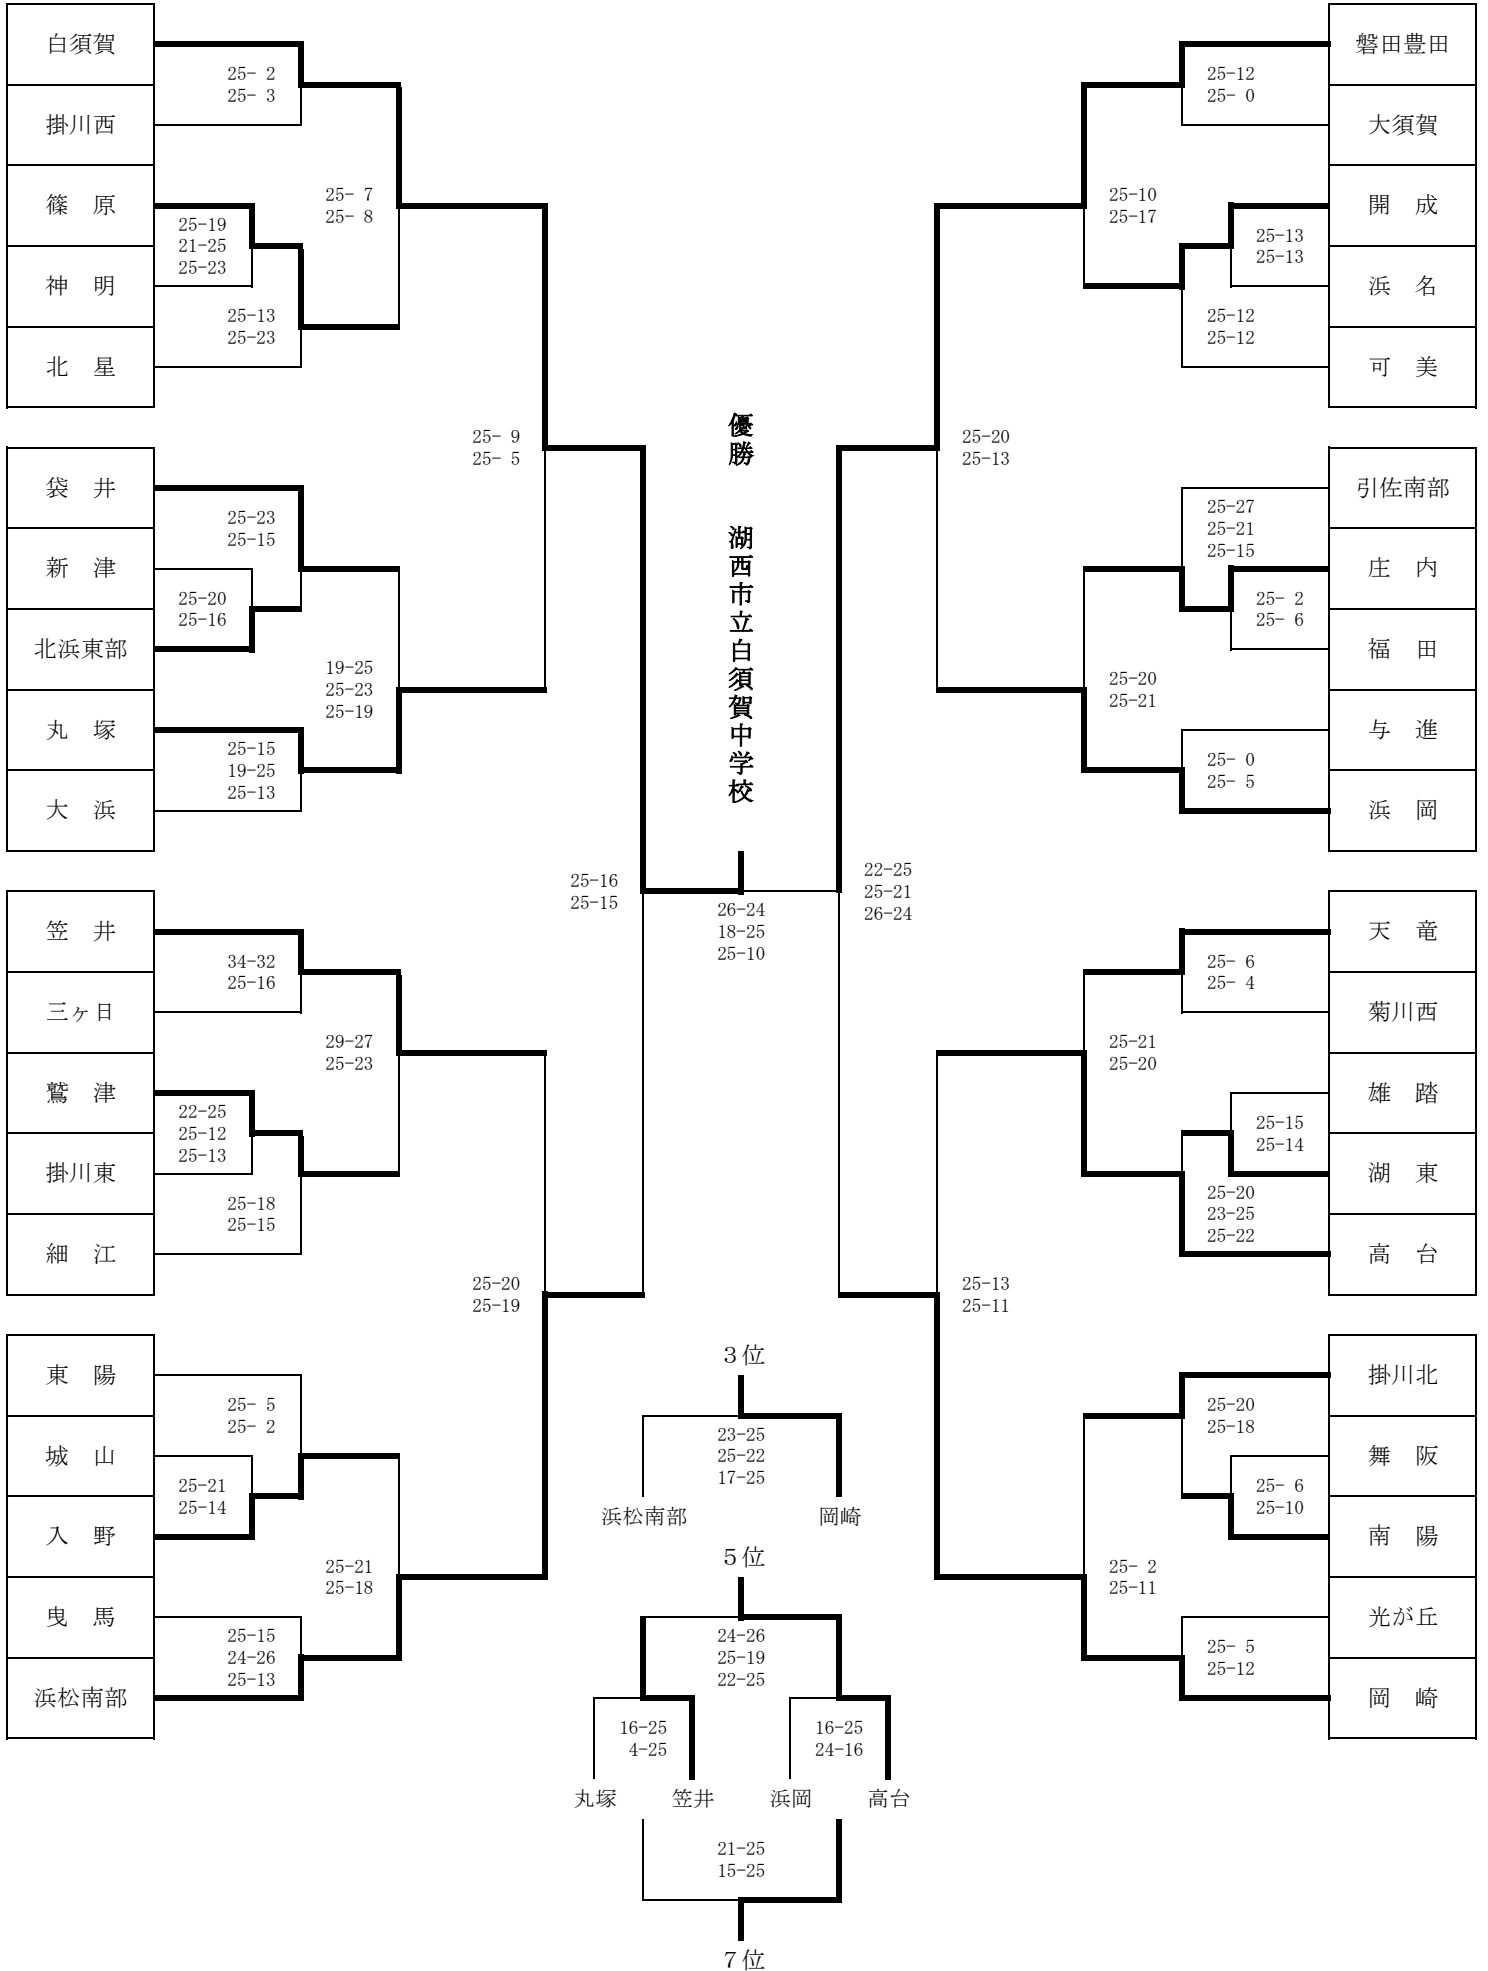 白須賀
25- 2
25- 3
掛川西
篠　原
25-19
21-25
25-23
神　明
25-13
25-23
北　星
25- 7
25- 8
袋　井
25-23
25-15
新　津
25-20
25-16
北浜東部
19-25
25-23
25-19
丸　塚
25-15
19-25
25-13
大　浜
25- 9
25- 5
笠　井
34-32
25-16
三ヶ日
29-27
25-23
鷲　津
22-25
25-12
25-13
掛川東
25-18
25-15
細　江
25-20
25-19
東　陽
25- 5
25- 2
城　山
25-21
25-14
入　野
25-21
25-18
曳　馬
25-15
24-26
25-13
浜松南部
25-16
25-15
優勝　湖西市立白須賀中学校
26-24
18-25
25-10
22-25
25-21
26-24
磐田豊田
25-12
25- 0
大須賀
25-10
25-17
開　成
25-13
25-13
浜　名
25-12
25-12
可　美
25-20
25-13
引佐南部
25-27
25-21
25-15
庄　内
25- 2
25- 6
福　田
25-20
25-21
与　進
25- 0
25- 5
浜　岡
天　竜
25- 6
25- 4
菊川西
25-21
25-20
雄　踏
25-15
25-14
湖　東
25-20
23-25
25-22
高　台
25-13
25-11
掛川北
25-20
25-18
舞　阪
25- 6
25-10
南　陽
25- 2
25-11
光が丘
25- 5
25-12
岡　崎
３位
23-25
25-22
17-25
浜松南部　岡崎
５位
24-26
25-19
22-25
16-25
4-25
16-25
24-16
丸塚　笠井　浜岡　高台
21-25
15-25
７位